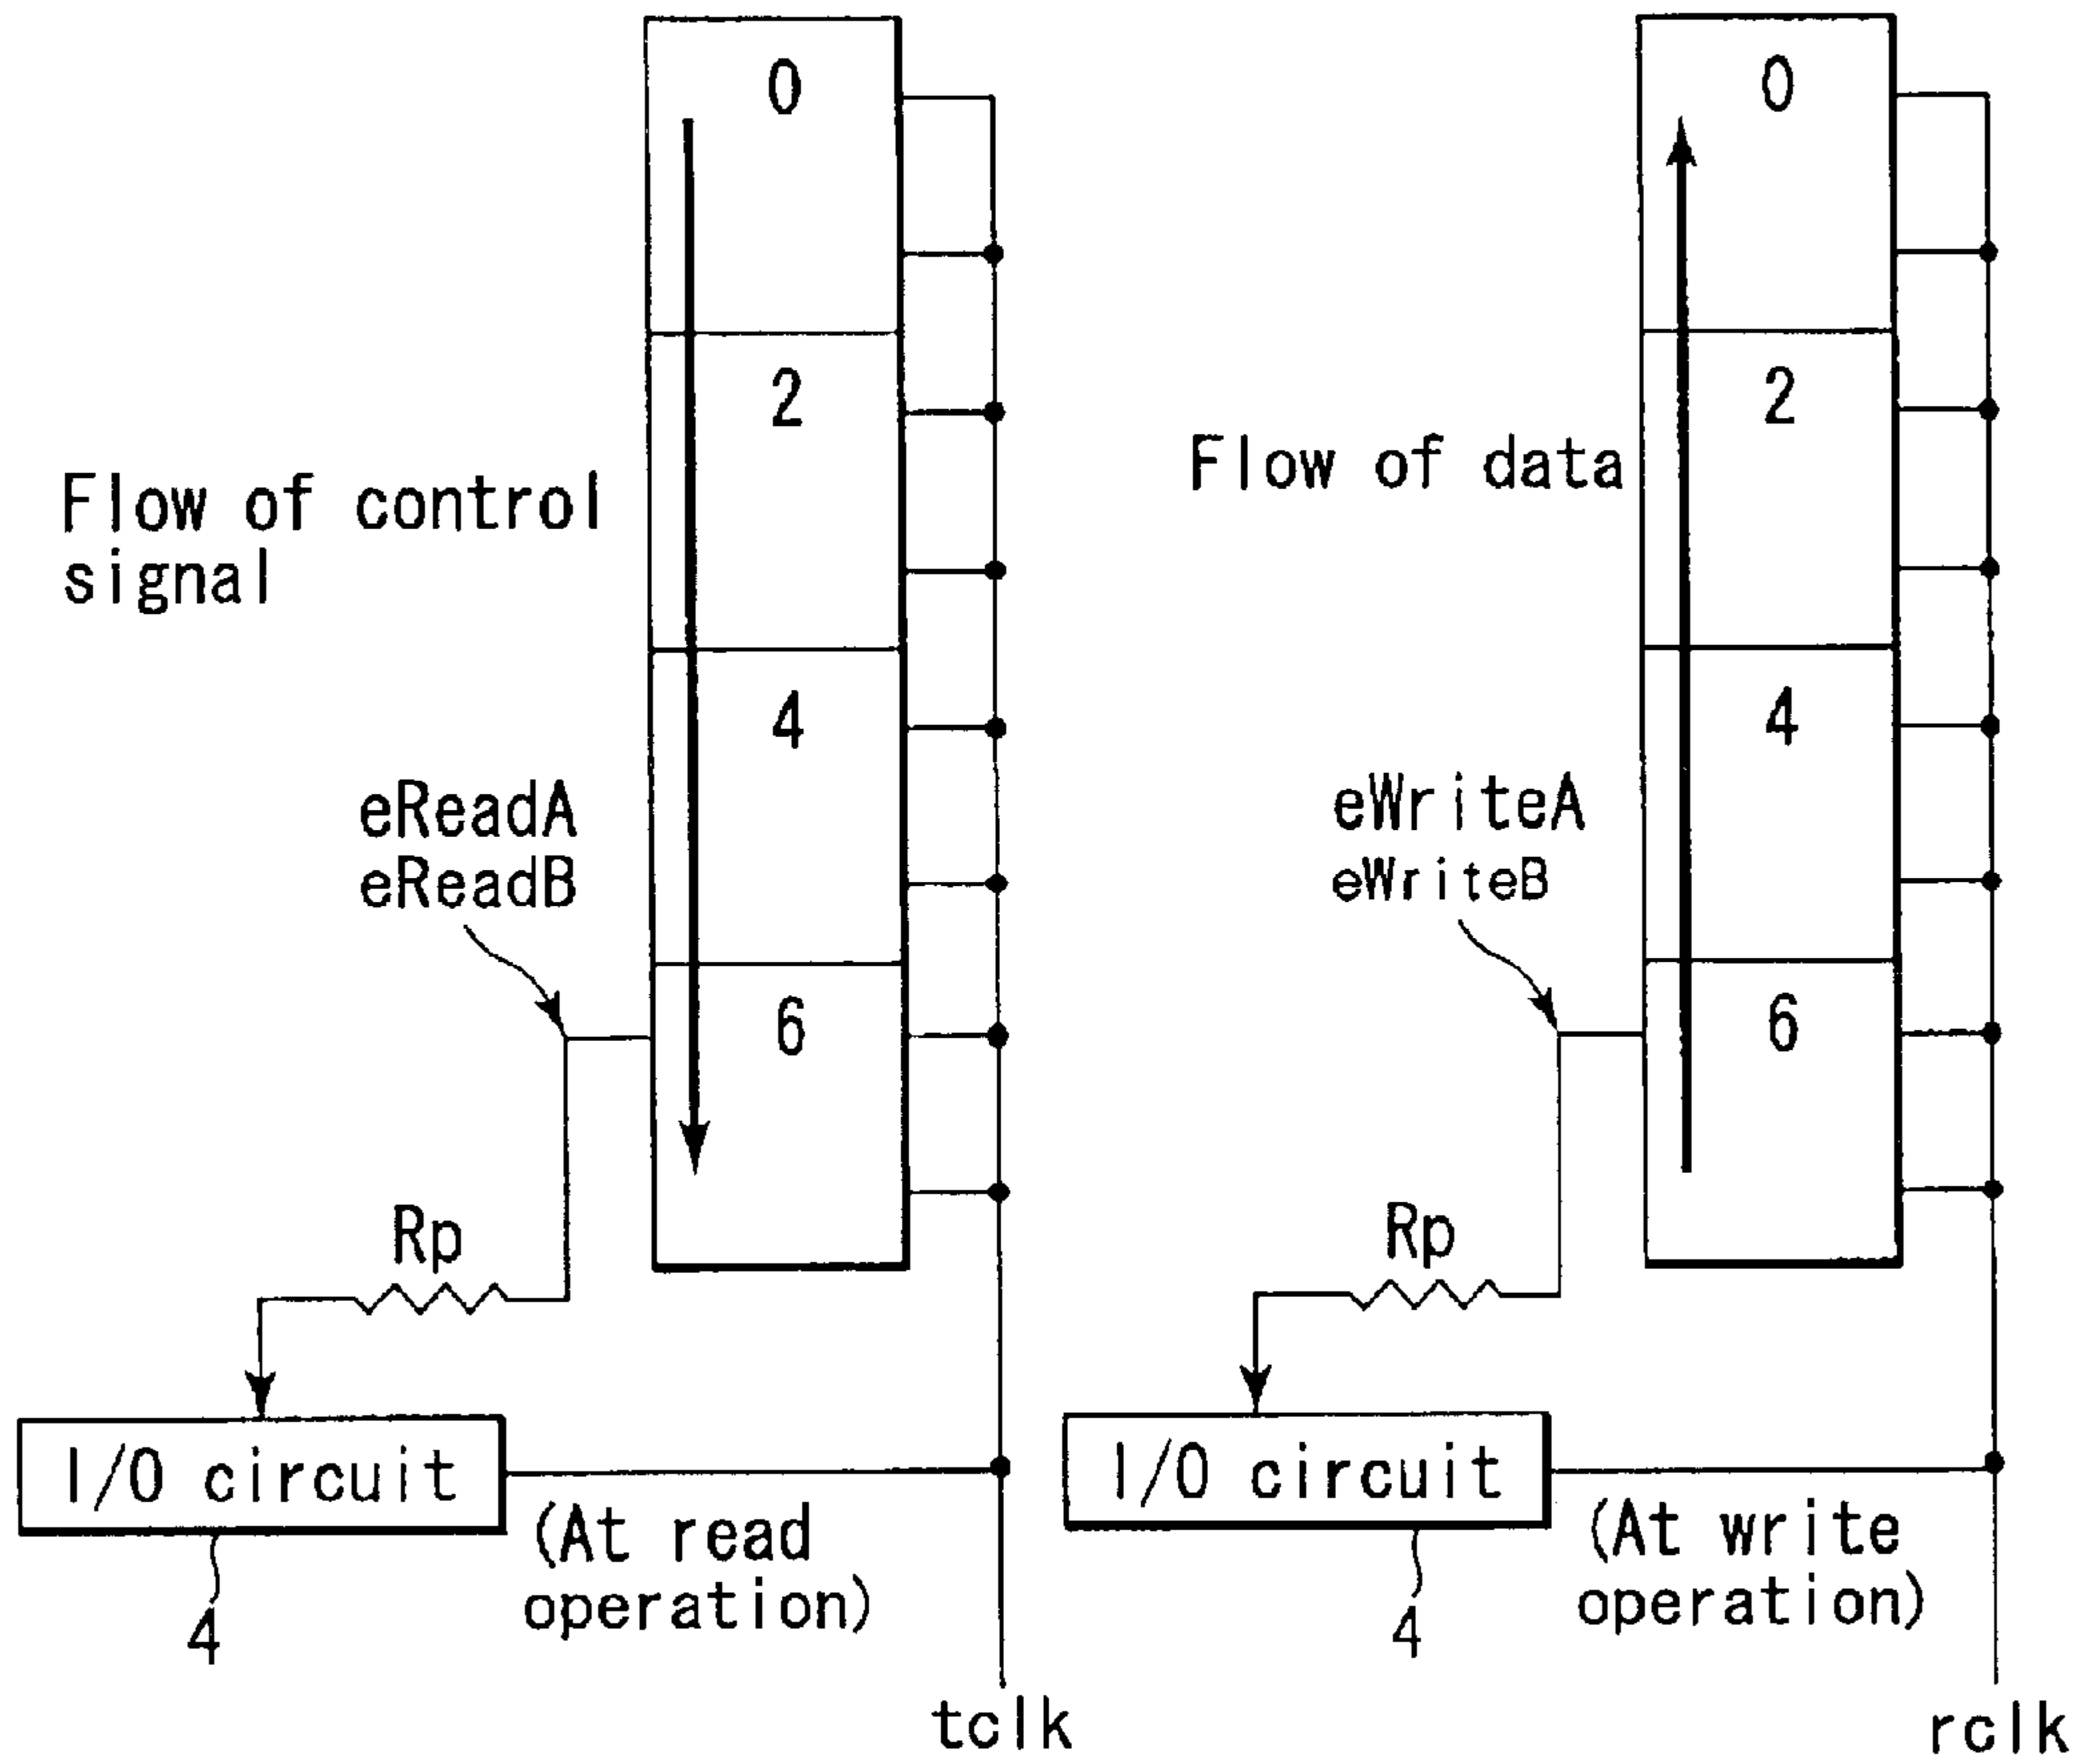 0
2
4
6
Flow of control
signal
eReadA
eReadB
Rp
I/O circuit
4
(At read
operation)
tclk
0
2
4
6
Flow of data
eWriteA
eWriteB
Rp
I/O circuit
4
(At write
operation)
rclk